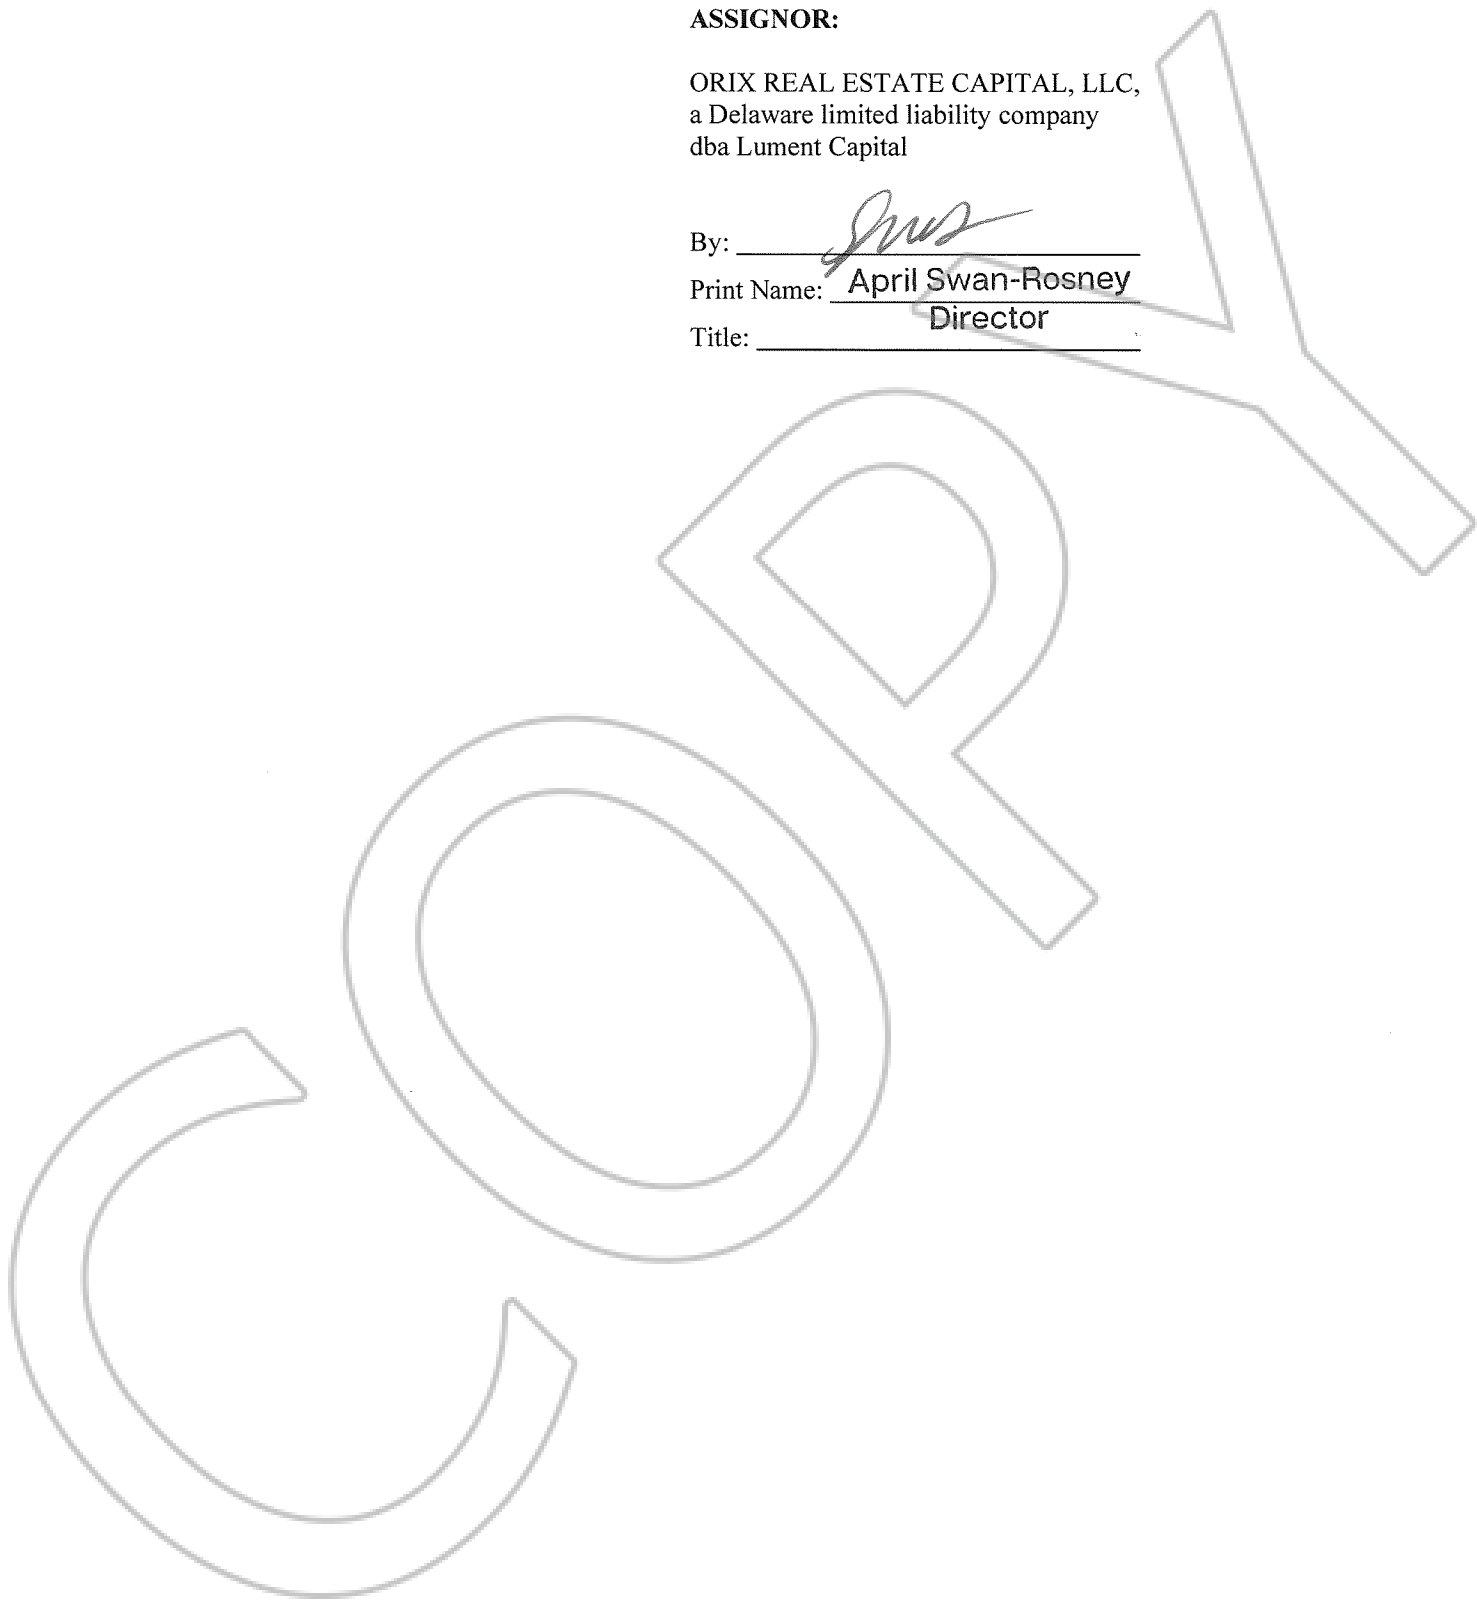 ASSIGNOR:
ORIX REAL ESTATE CAPITAL, LLC,
a Delaware limited liability company
dba Lument Capital
By:
Print Name: April Swan-Rosney
Director
Title:
COPY